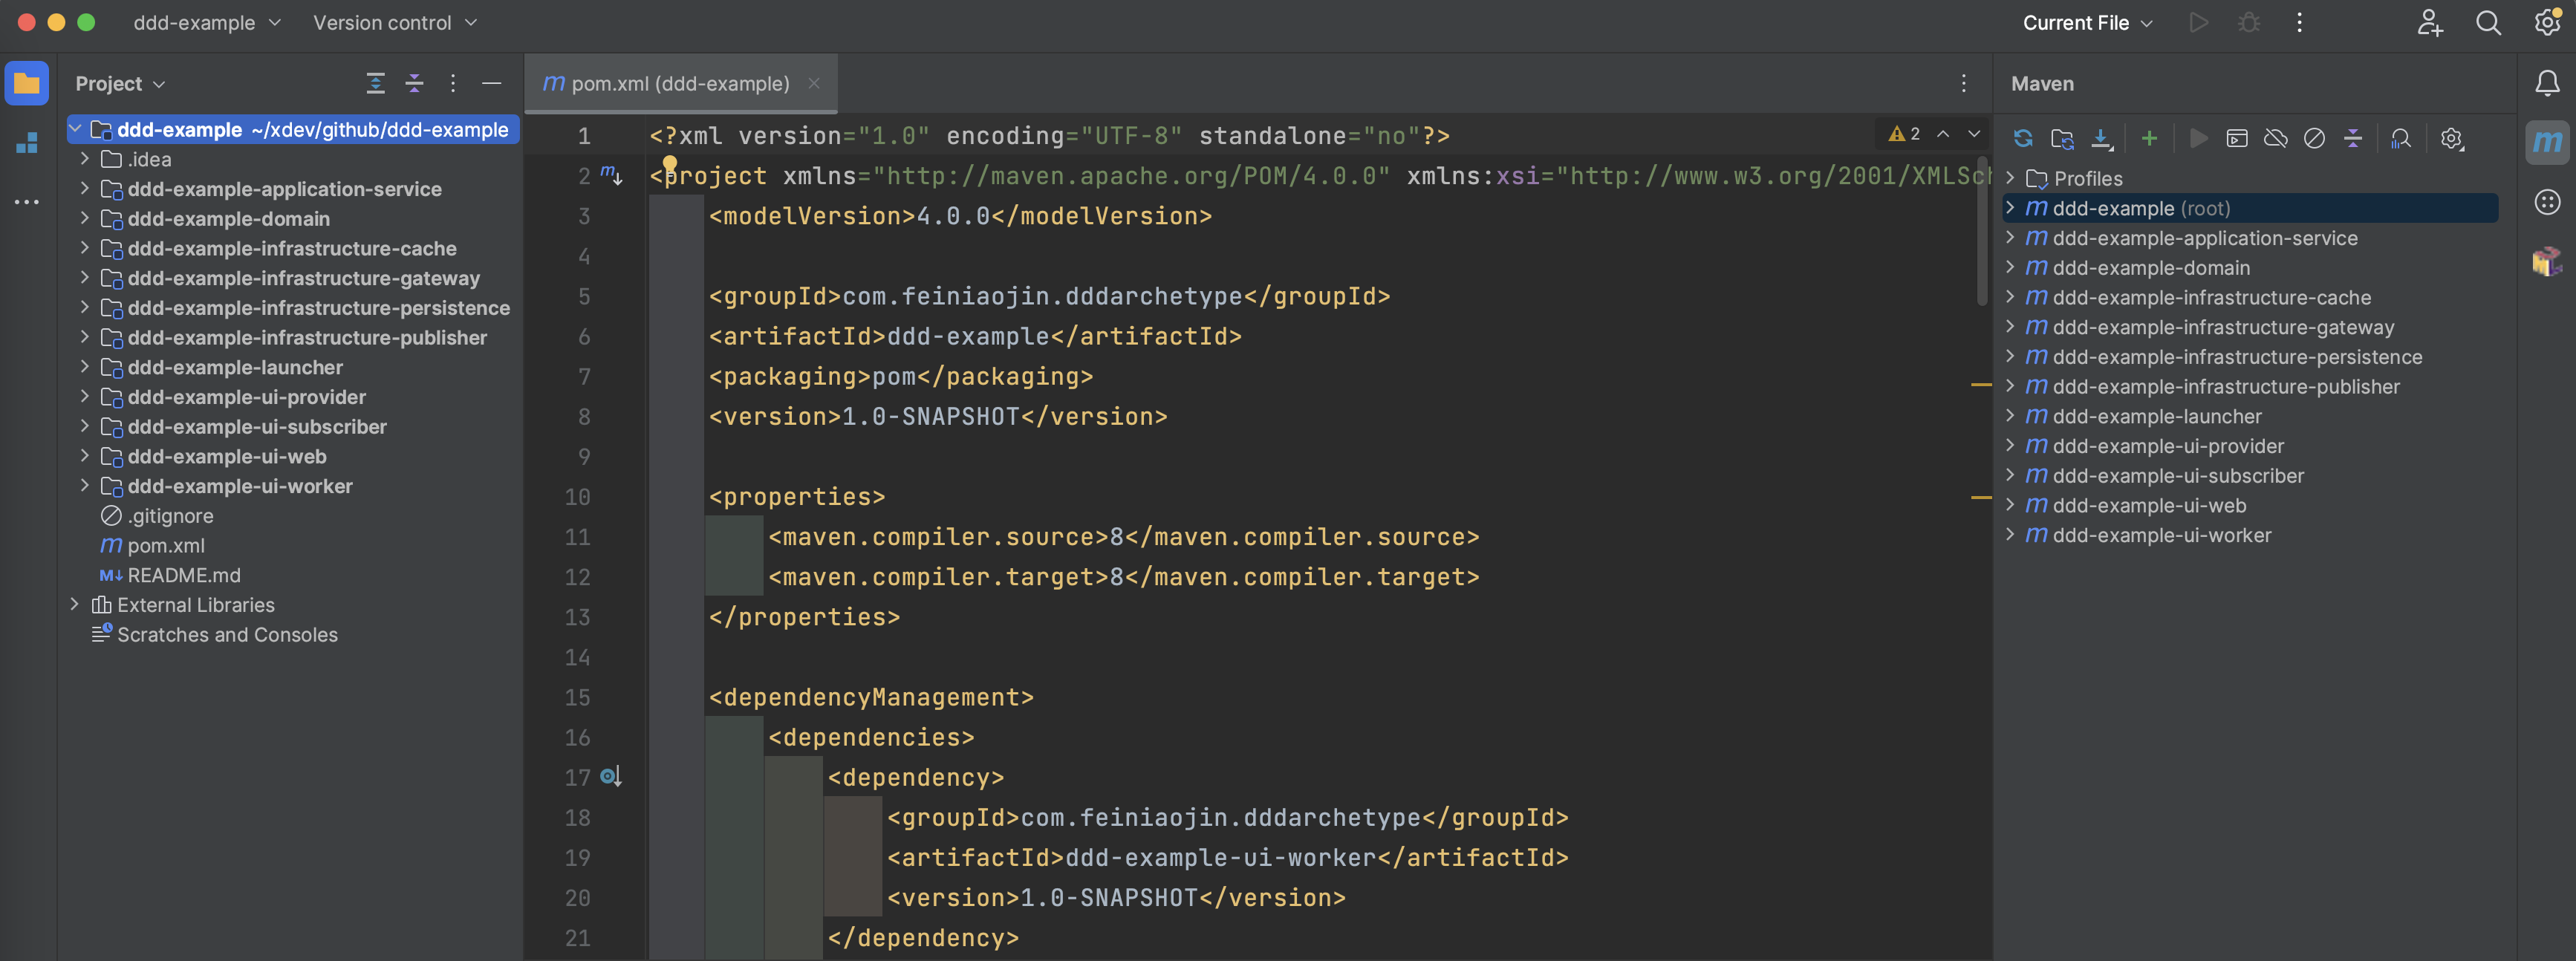 ddd-example
Version control
Current File
Project
ddd-example ~/xdev/github/ddd-example
.idea
ddd-example-application-service
ddd-example-domain
ddd-example-infrastructure-cache
ddd-example-infrastructure-gateway
ddd-example-infrastructure-persistence
ddd-example-infrastructure-publisher
ddd-example-launcher
ddd-example-ui-provider
ddd-example-ui-subscriber
ddd-example-ui-web
ddd-example-ui-worker
.gitignore
m pom.xml
M↓ README.md
External Libraries
Scratches and Consoles
m pom.xml (ddd-example)
1 <?xml version="1.0" encoding="UTF-8" standalone="no"?>
2 <project xmlns="http://maven.apache.org/POM/4.0.0" xmlns:xsi="http://www.w3.org/2001/XMLSch
3 <modelVersion>4.0.0</modelVersion>
4
5 <groupId>com.feiniaojin.dddarchetype</groupId>
6 <artifactId>ddd-example</artifactId>
7 <packaging>pom</packaging>
8 <version>1.0-SNAPSHOT</version>
9
10 <properties>
11 <maven.compiler.source>8</maven.compiler.source>
12 <maven.compiler.target>8</maven.compiler.target>
13 </properties>
14
15 <dependencyManagement>
16 <dependencies>
17 <dependency>
18 <groupId>com.feiniaojin.dddarchetype</groupId>
19 <artifactId>ddd-example-ui-worker</artifactId>
20 <version>1.0-SNAPSHOT</version>
21 </dependency>
2
Maven
Profiles
m ddd-example (root)
m ddd-example-application-service
m ddd-example-domain
m ddd-example-infrastructure-cache
m ddd-example-infrastructure-gateway
m ddd-example-infrastructure-persistence
m ddd-example-infrastructure-publisher
m ddd-example-launcher
m ddd-example-ui-provider
m ddd-example-ui-subscriber
m ddd-example-ui-web
m ddd-example-ui-worker
m